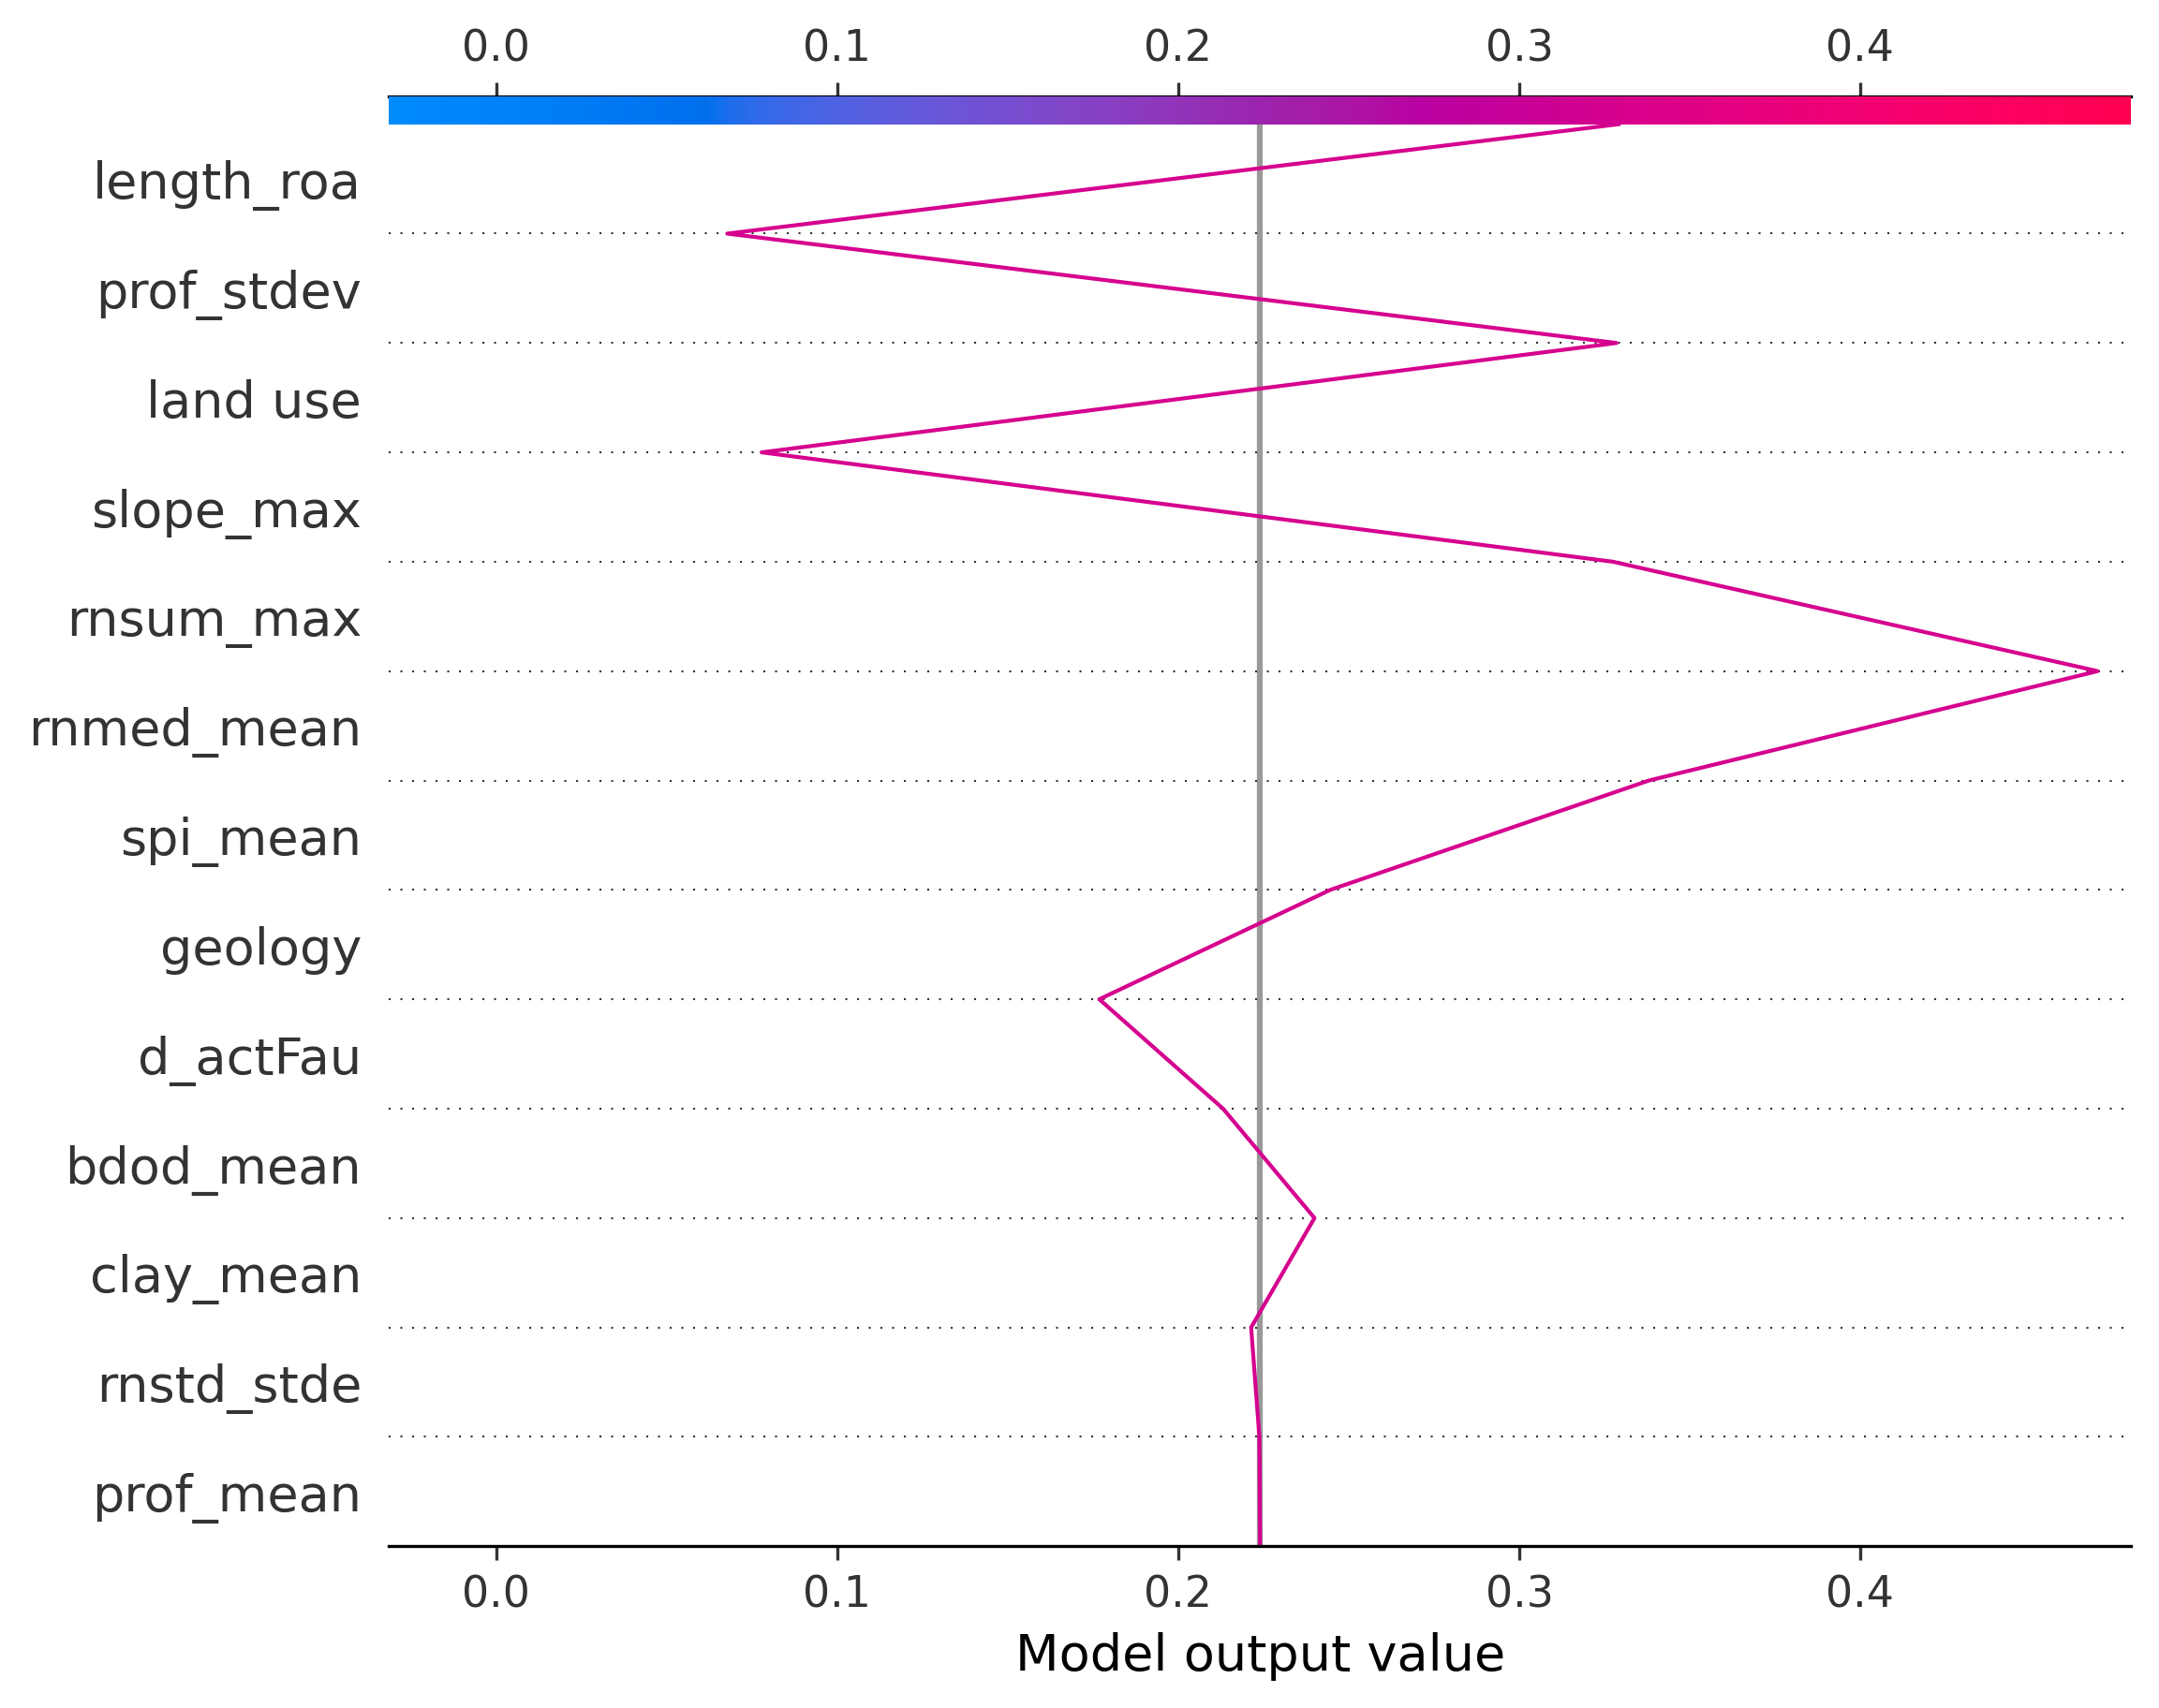 0.0 0.1 0.2 0.3 0.4
length_roa
prof_stdev
land use
slope_max
rnsum_max
rnmed_mean
spi_mean
geology
d_actFau
bdod_mean
clay_mean
rnstd_stde
prof_mean
0.0 0.1 0.2 0.3 0.4
Model output value